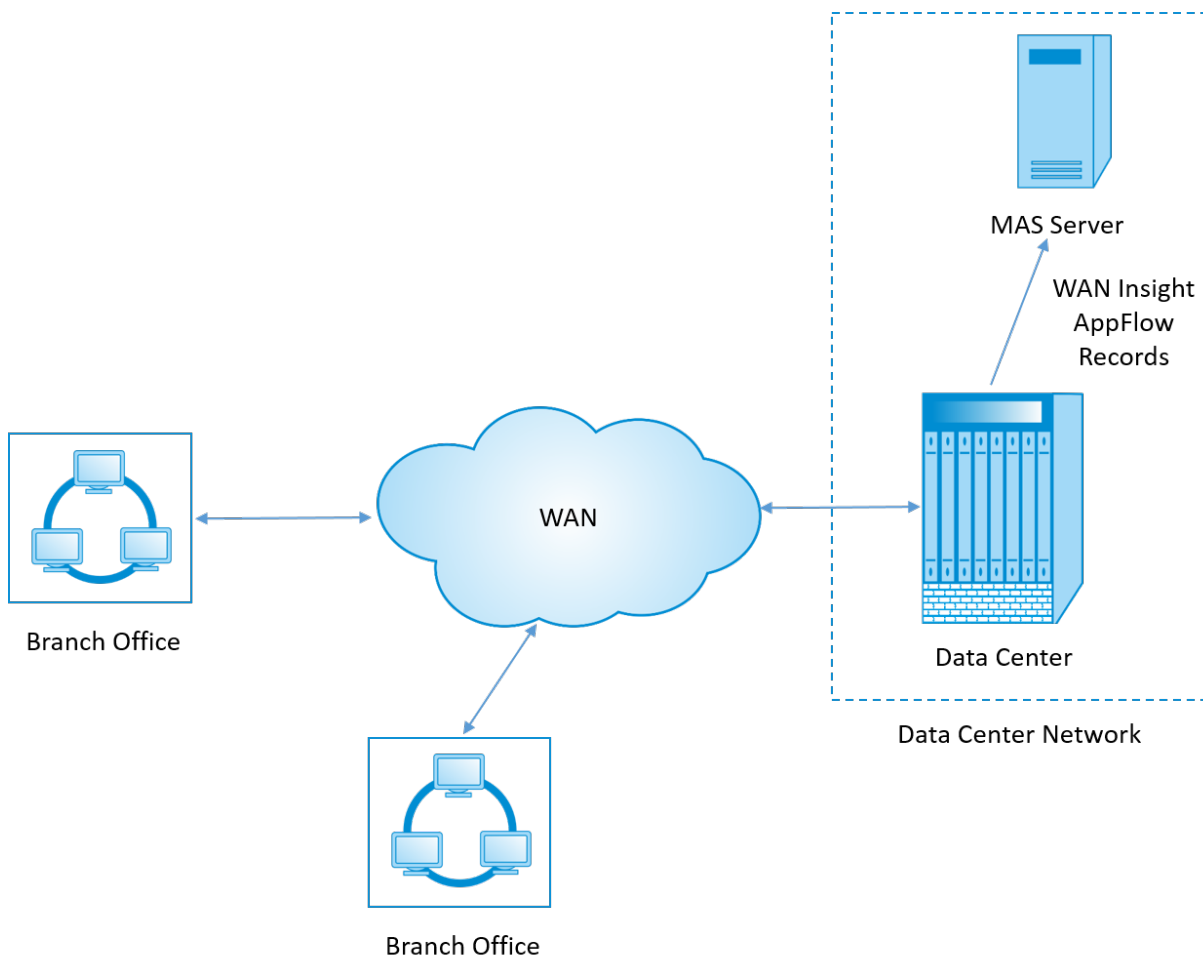 MAS Server
WAN Insight
AppFlow
Records
WAN
Branch Office
Data Center
Data Center Network
Branch Office